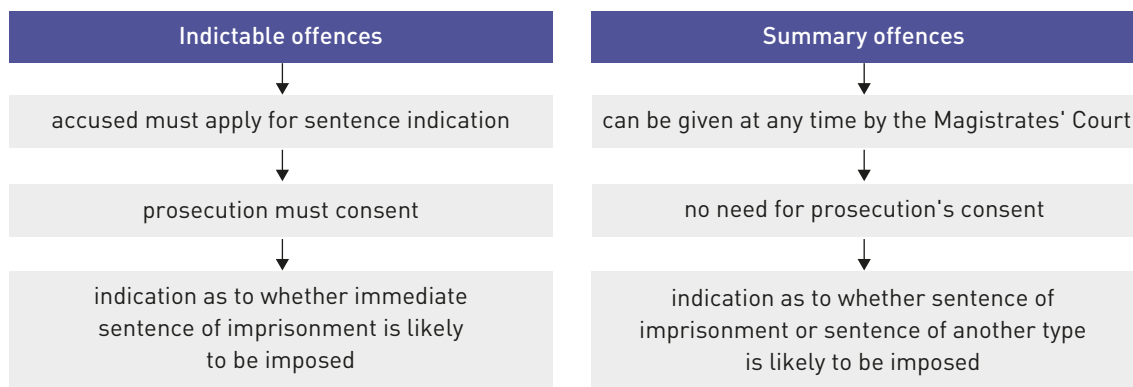 Indictable offences
accused must apply for sentence indication
prosecution must consent
indication as to whether immediate
sentence of imprisonment is likely
to be imposed
Summary offences
can be given at any time by the Magistrates' Court
no need for prosecution's consent
indication as to whether sentence of
imprisonment or sentence of another type
is likely to be imposed